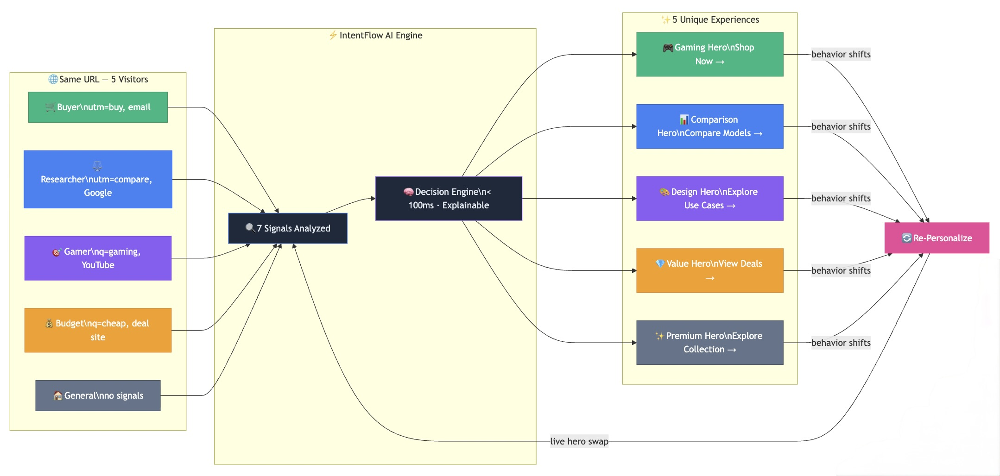 🌐Same URL — 5 Visitors
🛒Buyer\nutm=buy, email
⚖️
Researcher\nutm=compare,
Google
🎯Gamer\nq=gaming,
YouTube
💰Budget\nq=cheap, deal
site
🏠General\nno signals
⚡IntentFlow AI Engine
🔍7 Signals Analyzed
🧠Decision Engine\n<
100ms · Explainable
✨5 Unique Experiences
🎮Gaming Hero\nShop
Now →
📊Comparison
Hero\nCompare Models →
🎨Design Hero\nExplore
Use Cases →
💎Value Hero\nView Deals
→
✨Premium Hero\nExplore
Collection →
behavior shifts
behavior shifts
behavior shifts
behavior shifts
behavior shifts
🔄Re-Personalize
live hero swap